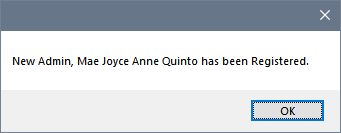 New Admin, Mae Joyce Anne Quinto has been Registered.
OK